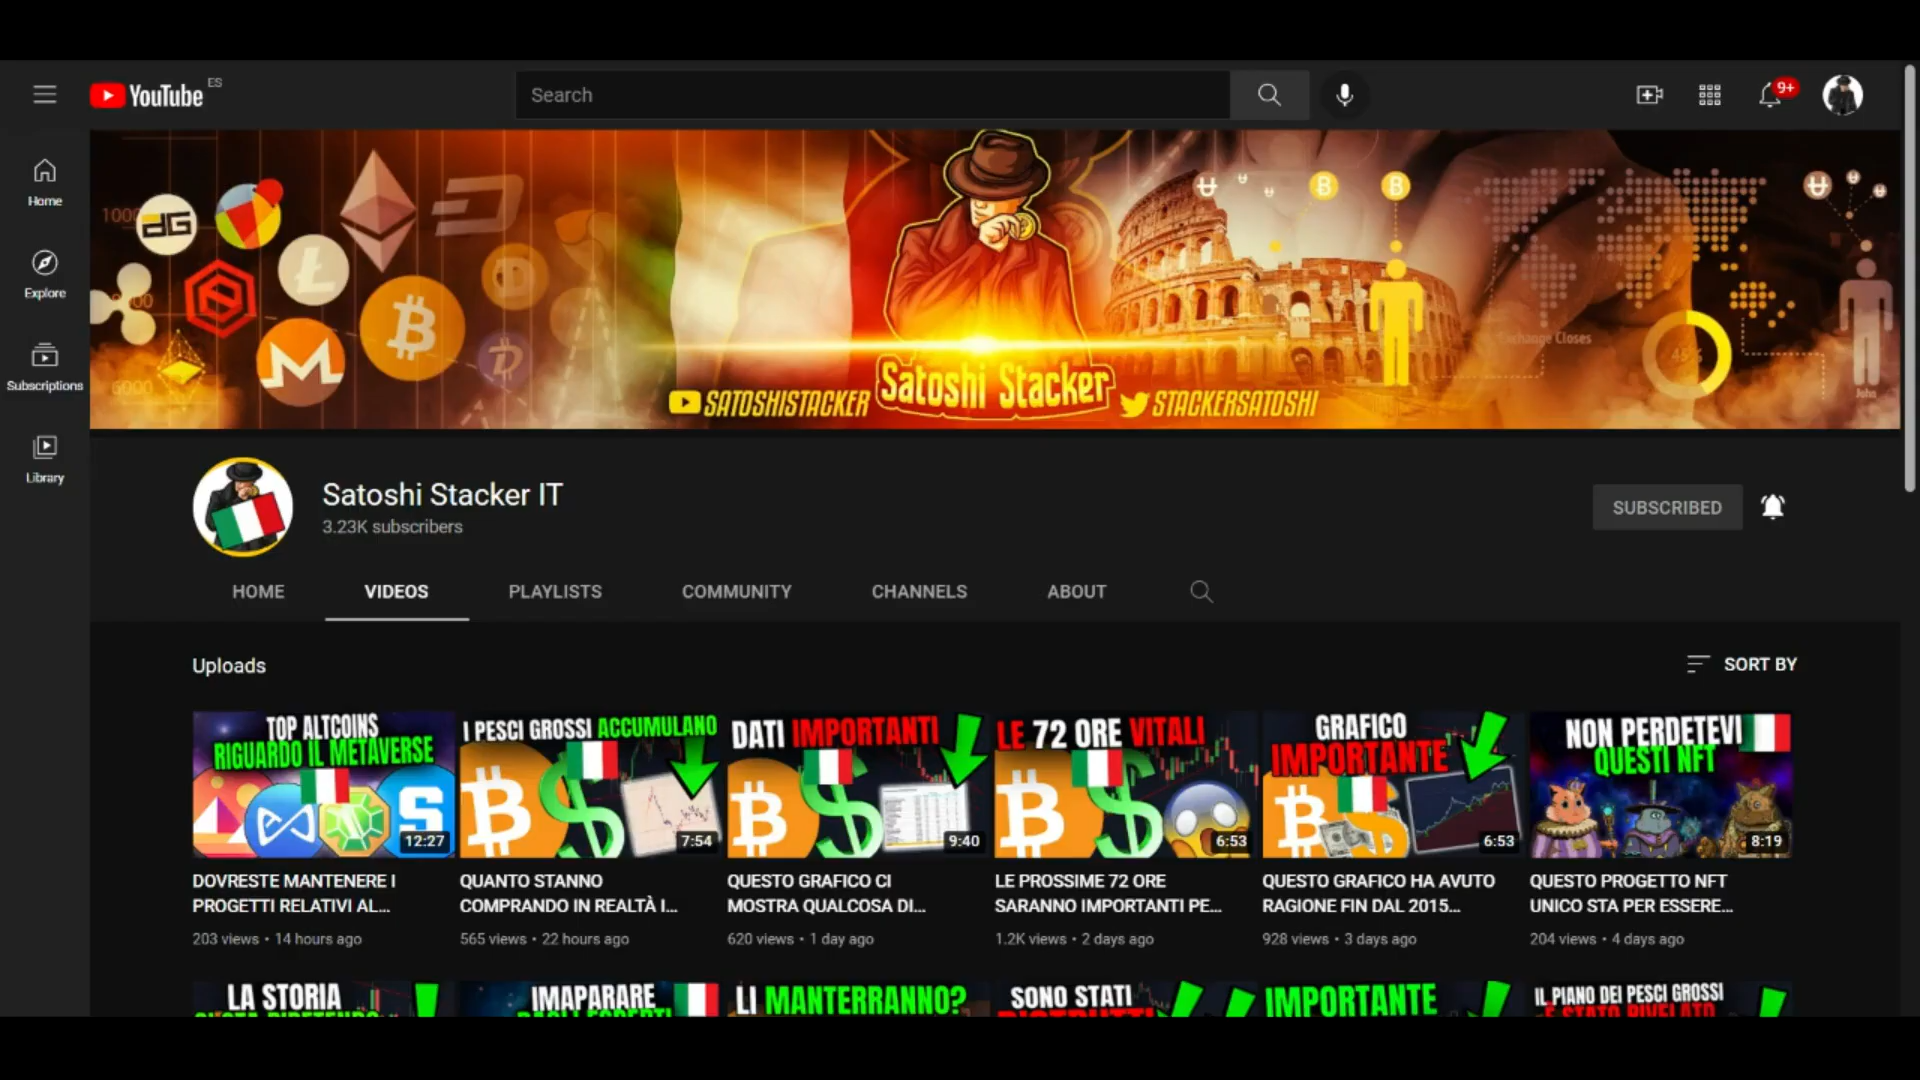 YouTube ES
Search
9+
Home
Explore
Subscriptions
Library
Satoshi Stacker
SATOSHISTACKER
STACKERSATOSHI
Exchange Closes
45%
John
Satoshi Stacker IT
3.23K subscribers
SUBSCRIBED
HOME VIDEOS PLAYLISTS COMMUNITY CHANNELS ABOUT
Uploads
SORT BY
TOP ALTCOINS
RIGUARDO IL METAVERSE
12:27
I PESCI GROSSI ACCUMULANO
7:54
DATI IMPORTANTI
9:40
LE 72 ORE VITALI
6:53
GRAFICO
IMPORTANTE
6:53
NON PERDETEVI
QUESTI NFT
8:19
DOVRESTE MANTENERE I
PROGETTI RELATIVI AL...
203 views • 14 hours ago
QUANTO STANNO
COMPRANDO IN REALTÀ I...
565 views • 22 hours ago
QUESTO GRAFICO CI
MOSTRA QUALCOSA DI...
620 views • 1 day ago
LE PROSSIME 72 ORE
SARANNO IMPORTANTI PE...
1.2K views • 2 days ago
QUESTO GRAFICO HA AVUTO
RAGIONE FIN DAL 2015...
928 views • 3 days ago
QUESTO PROGETTO NFT
UNICO STA PER ESSERE...
204 views • 4 days ago
LA STORIA
IMAPARARE
LI MANTERRANNO?
SONO STATI
IMPORTANTE
IL PIANO DEI PESCI GROSSI
È STATO RIVELATO